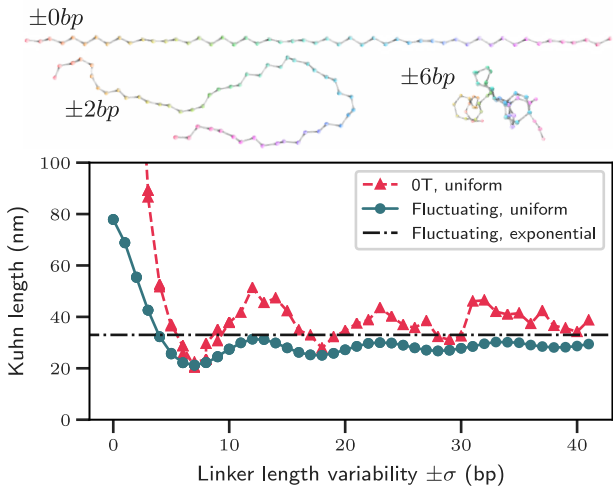 ±0bp
±2bp
±6bp
100
80
60
40
20
0
Kuhn length (nm)
0T, uniform
Fluctuating, uniform
Fluctuating, exponential
0 10 20 30 40
Linker length variability ±σ (bp)